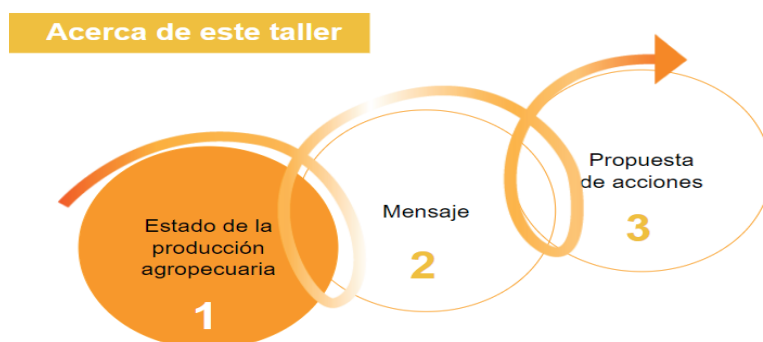 Acerca de este taller
Estado de la
producción
agropecuaria
1
Mensaje
2
Propuesta
de acciones
3